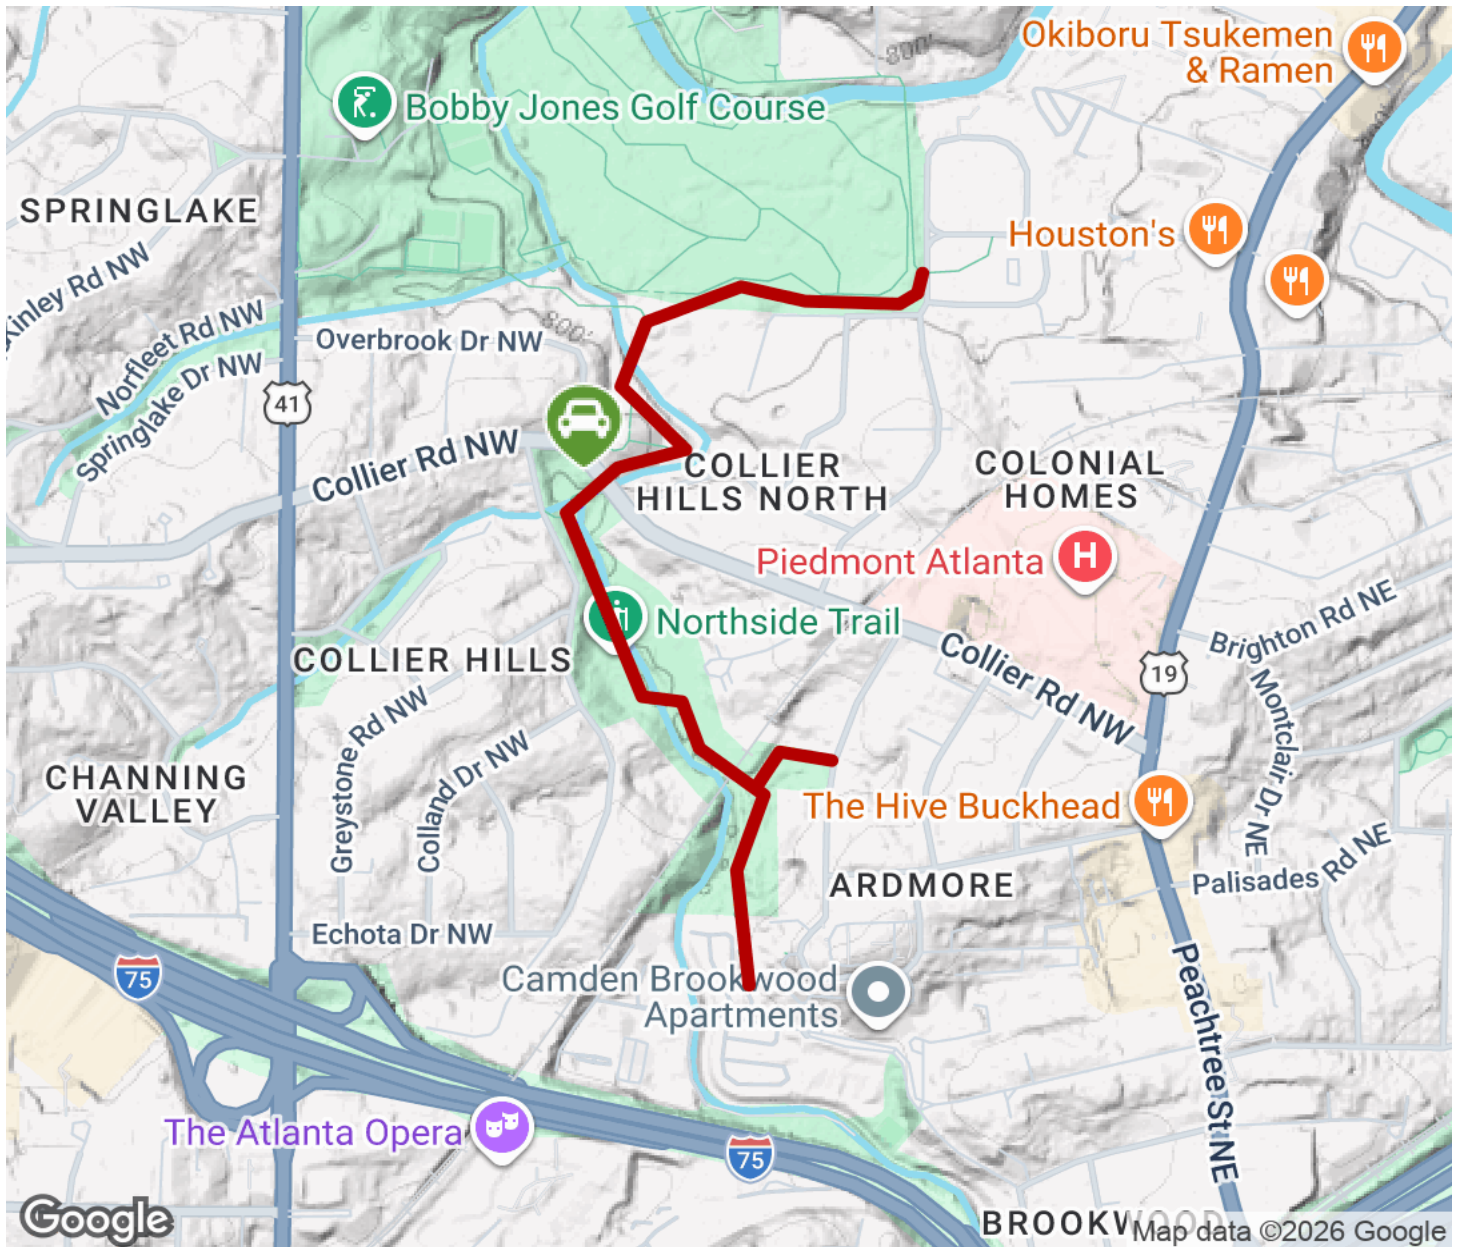 Okiboru Tsukemen
& Ramen
800'
Bobby Jones Golf Course
SPRINGLAKE
Houston's
Kinley Rd NW
Norfleet Rd NW
800'
Overbrook Dr NW
Springlake Dr NW
41
Collier Rd NW
COLLIER
HILLS NORTH
COLONIAL
HOMES
Piedmont Atlanta
H
Northside Trail
Brighton Rd NE
COLLIER HILLS
Collier Rd NW
19
Montclair Dr NE
Greystone Rd NW
Colland Dr NW
CHANNING
VALLEY
The Hive Buckhead
Palisades Rd NE
ARDMORE
Echota Dr NW
75
Camden Brookwood
Apartments
Peachtree St NE
The Atlanta Opera
75
BROOKWOOD
Google
Map data ©2026 Google